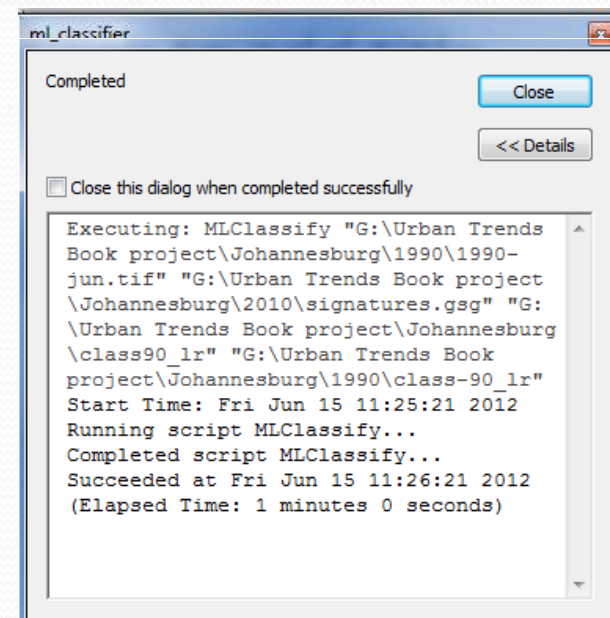 ml_classifier
Completed
Close
<< Details
Close this dialog when completed successfully
Executing: MLClassify "G:\Urban Trends
Book project\Johannesburg\1990\1990-
jun.tif" "G:\Urban Trends Book project
\Johannesburg\2010\signatures.gsg" "G:
\Urban Trends Book project\Johannesburg
\class90_lr" "G:\Urban Trends Book
project\Johannesburg\1990\class-90_lr"
Start Time: Fri Jun 15 11:25:21 2012
Running script MLClassify...
Completed script MLClassify...
Succeeded at Fri Jun 15 11:26:21 2012
(Elapsed Time: 1 minutes 0 seconds)